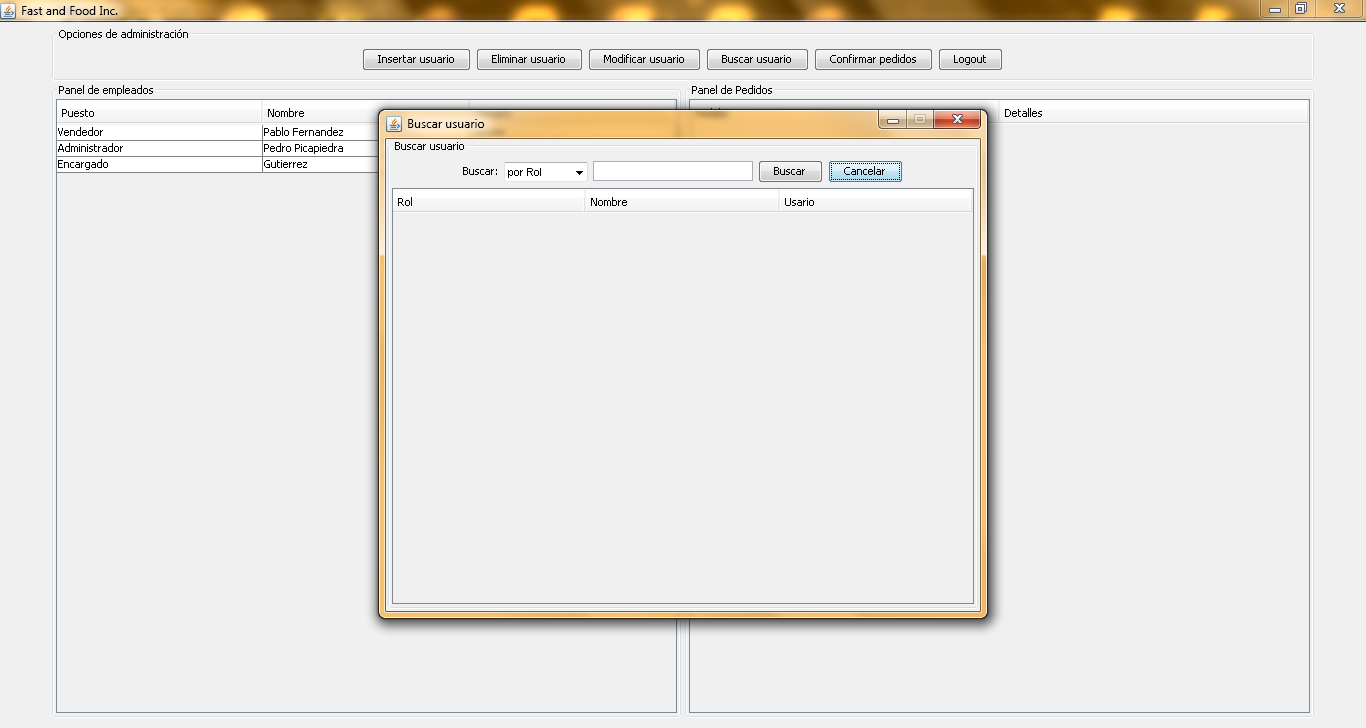 Fast and Food Inc.
Opciones de administración
Insertar usuario Eliminar usuario Modificar usuario Buscar usuario Confirmar pedidos Logout
Panel de empleados Panel de Pedidos
Puesto Nombre Detalles
Vendedor Pablo Fernandez
Administrador Pedro Picapiedra
Encargado Gutierrez
Buscar usuario
Buscar usuario
Buscar: por Rol Buscar Cancelar
Rol Nombre Usario